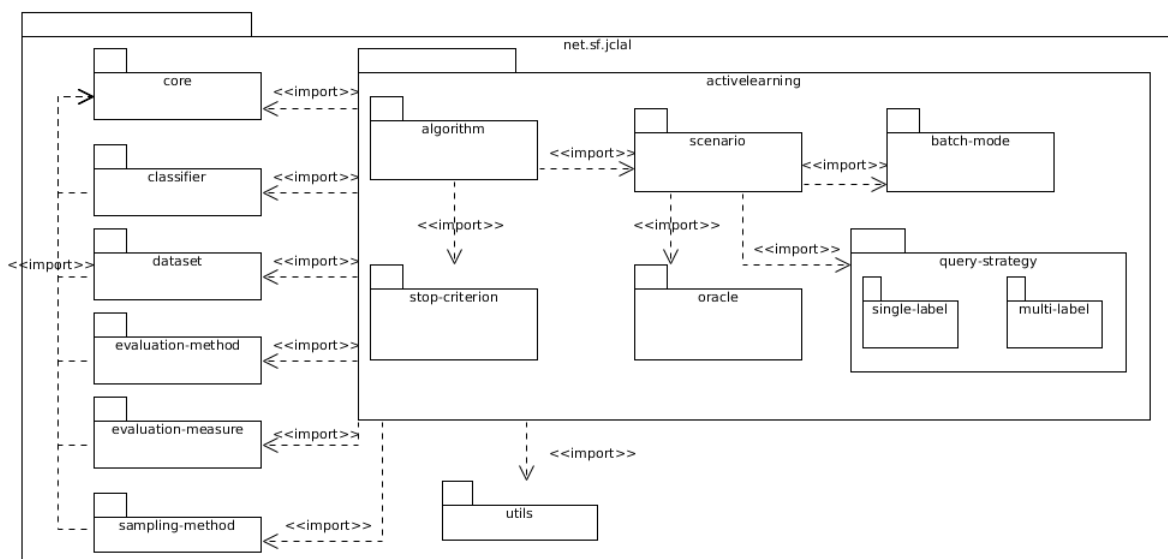 net.sf.jclal
core
<<import>>
activelearning
algorithm
<<import>>
scenario
<<import>>
batch-mode
classifier
<<import>>
<<import>>
<<import>>
<<import>>
<<import>>
dataset
<<import>>
query-strategy
stop-criterion
oracle
single-label
multi-label
<<import>>
evaluation-method
<<import>>
evaluation-measure
<<import>>
<<import>>
sampling-method
<<import>>
utils